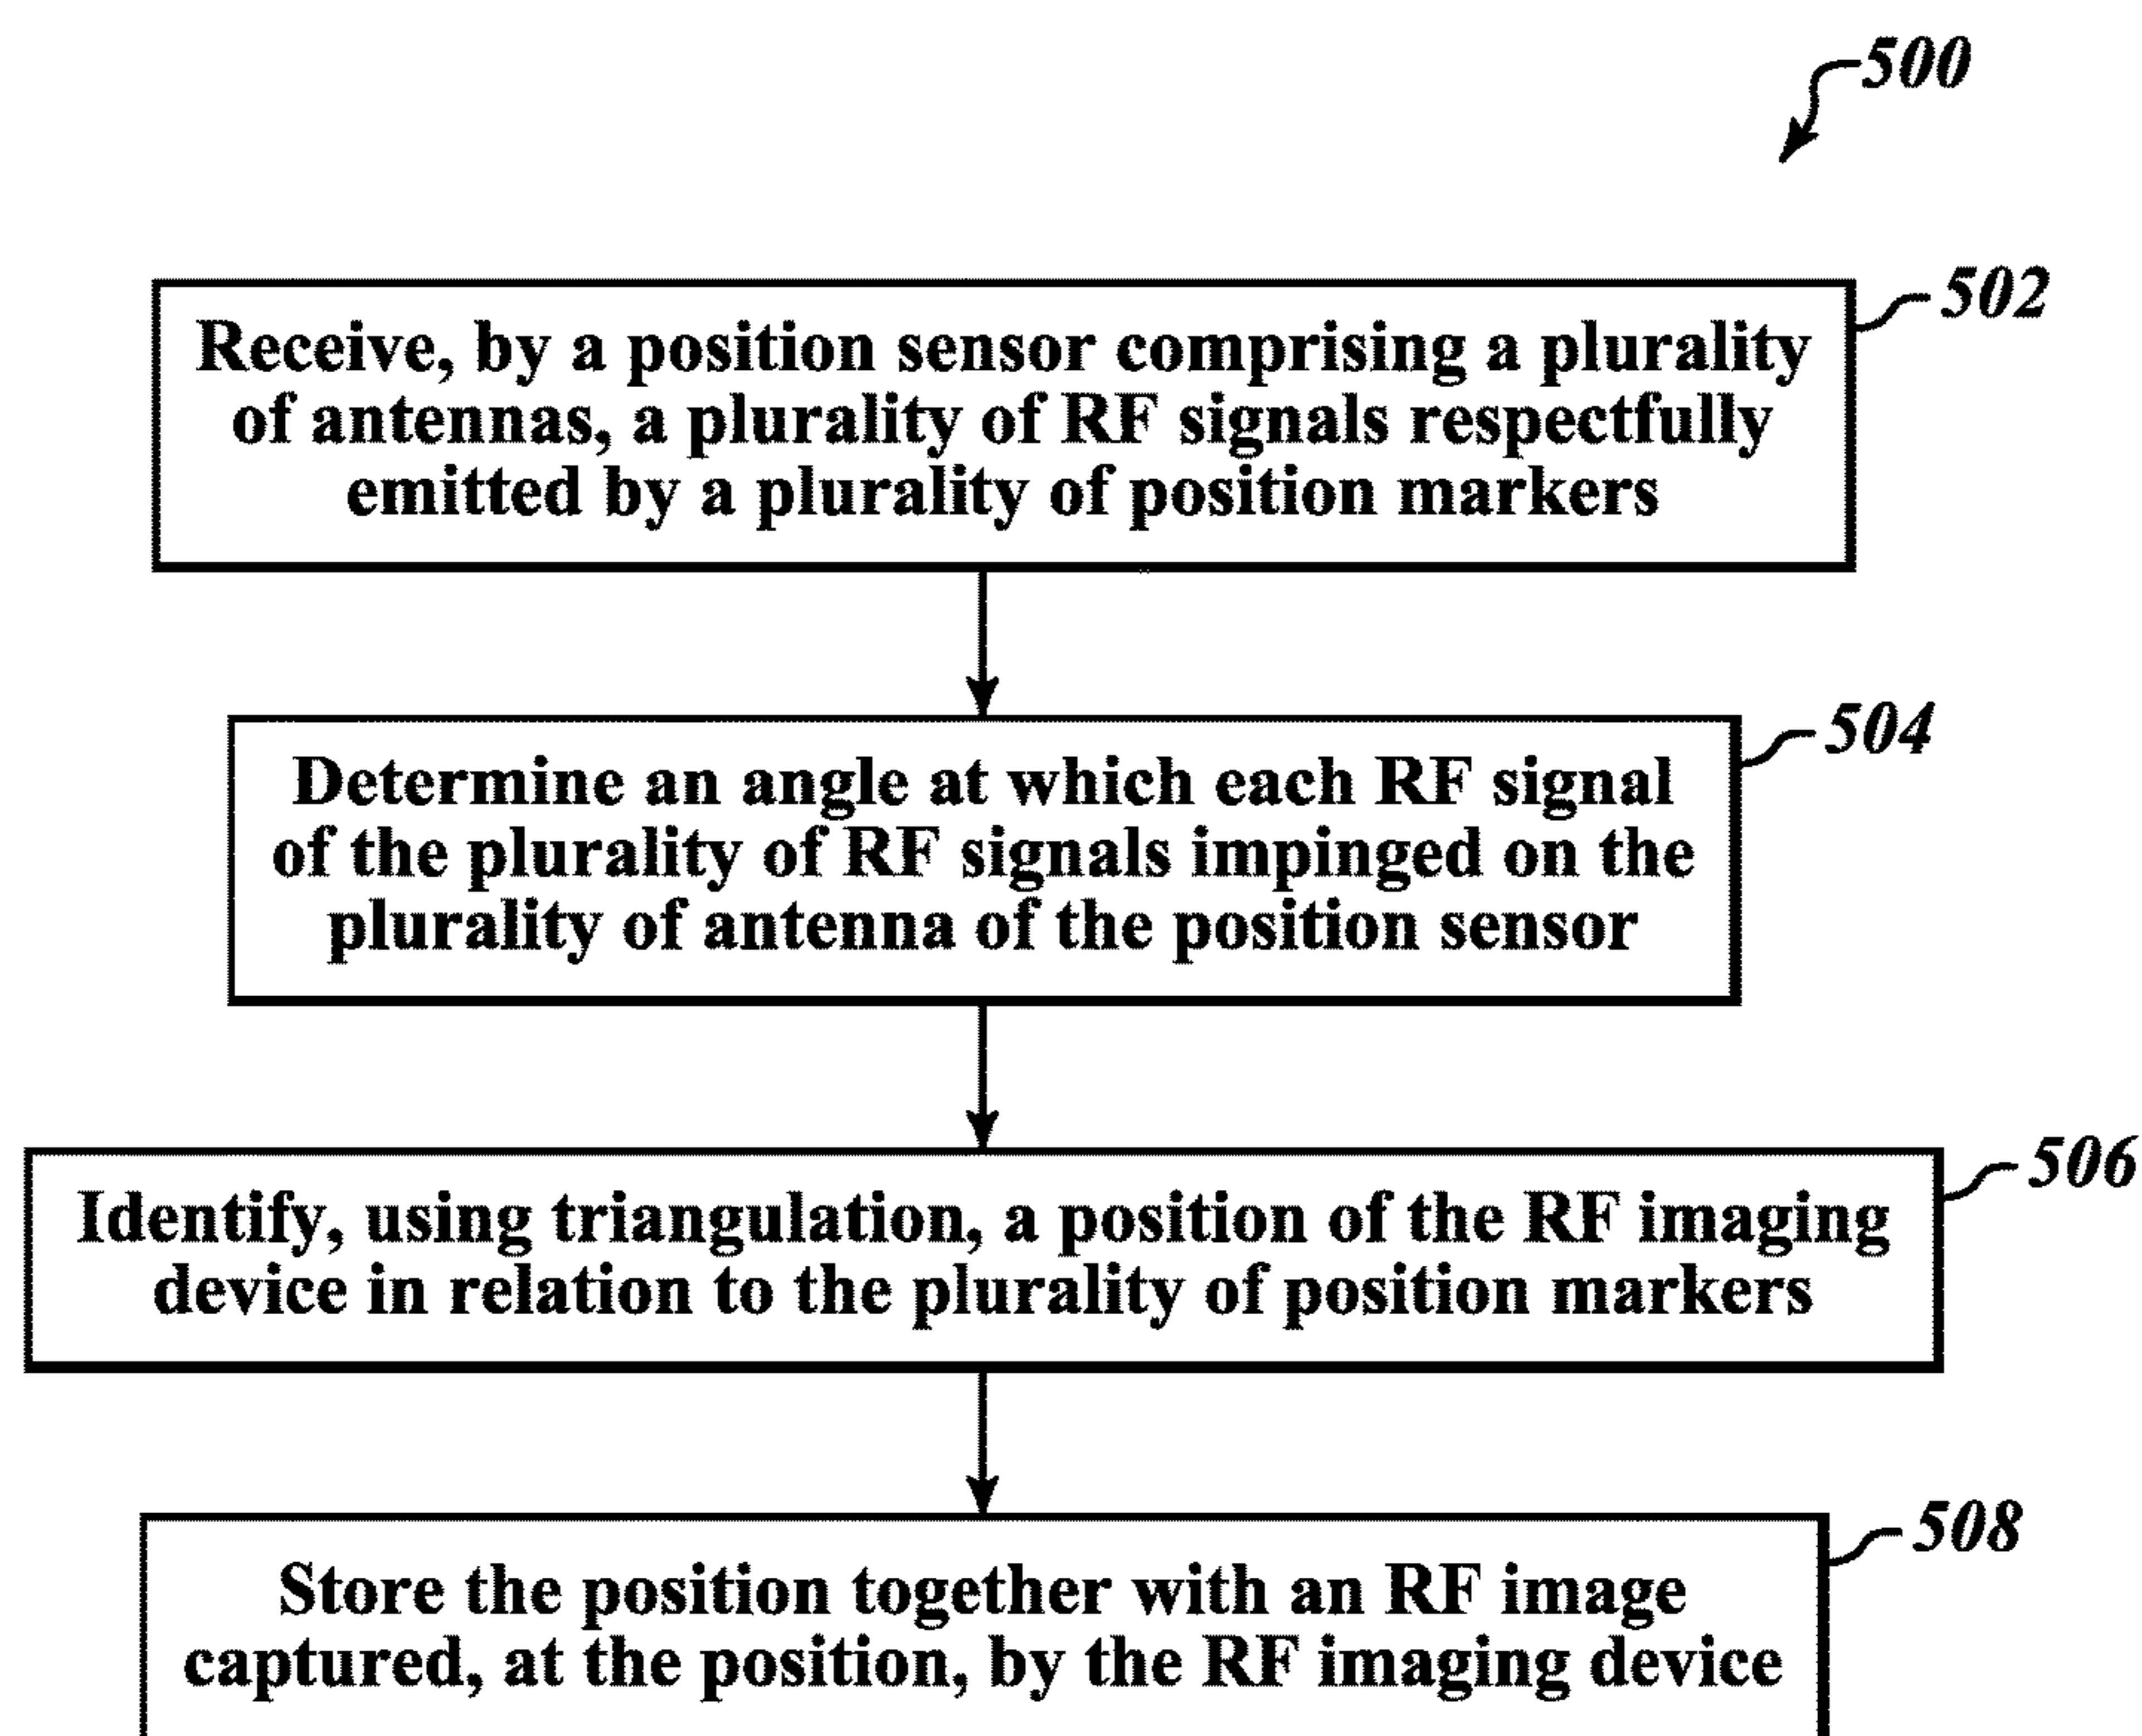 500
502
Receive, by a position sensor comprising a plurality
of antennas, a plurality of RF signals respectfully
emitted by a plurality of position markers
504
Determine an angle at which each RF signal
of the plurality of RF signals impinged on the
plurality of antenna of the position sensor
506
Identify, using triangulation, a position of the RF imaging
device in relation to the plurality of position markers
508
Store the position together with an RF image
captured, at the position, by the RF imaging device